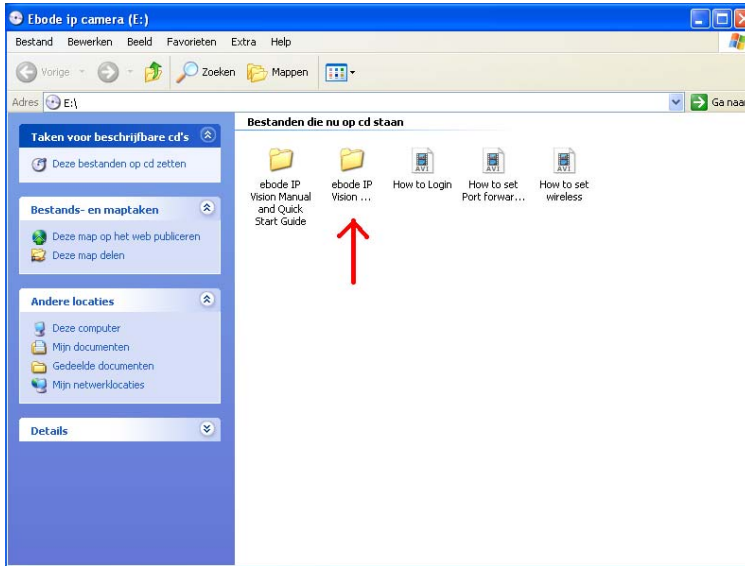 Ebode ip camera (E:)
Bestand Bewerken Beeld Favorieten Extra Help
Vorige Zoeken Mappen
Adres E:\ Ga naar
Taken voor beschrijfbare cd's
Deze bestanden op cd zetten
Bestands- en maptaken
Deze map op het web publiceren
Deze map delen
Andere locaties
Deze computer
Mijn documenten
Gedeelde documenten
Mijn netwerklocaties
Details
Bestanden die nu op cd staan
ebode IP
Vision Manual
and Quick
Start Guide
ebode IP
Vision ...
AVI
How to Login
AVI
How to set
Port forwar...
AVI
How to set
wireless